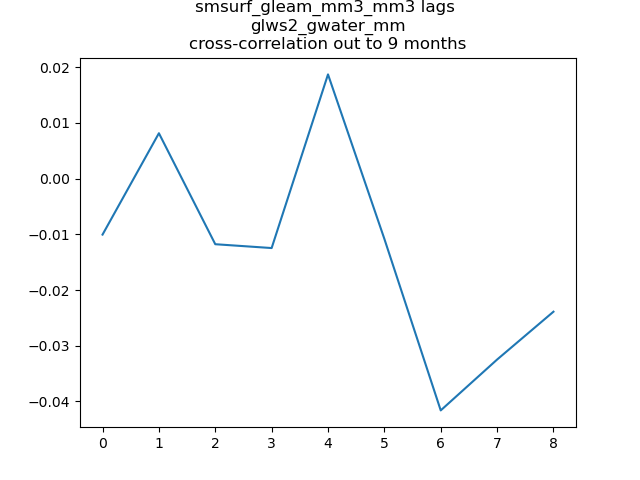 smsurf_gleam_mm3_mm3 lags
glws2_gwater_mm
cross-correlation out to 9 months
0.02
0.01
0.00
−0.01
−0.02
−0.03
−0.04
0 1 2 3 4 5 6 7 8